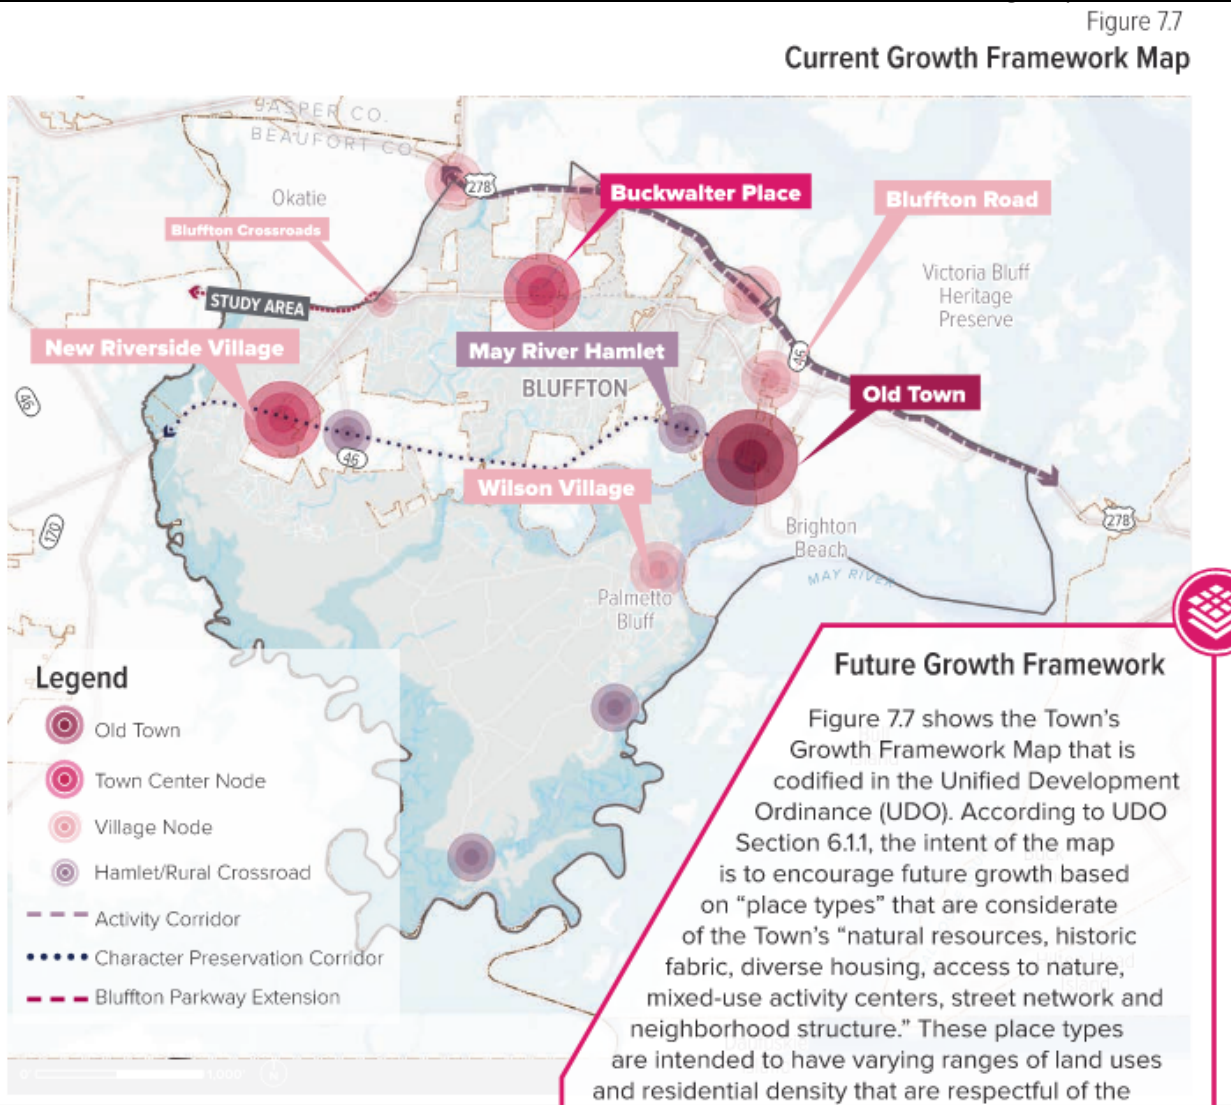 Figure 7.7
Current Growth Framework Map
JASPER CO.
BEAUFORT CO
278
Okatie
Buckwalter Place
Bluffton Road
Bluffton Crossroads
Victoria Bluff
Heritage
Preserve
STUDY AREA
New Riverside Village
May River Hamlet
46
BLUFFTON
Old Town
46
46
Wilson Village
170
278
Brighton
Beach
MAY RIVER
Palmetto
Bluff
Legend
Old Town
Town Center Node
Village Node
Hamlet/Rural Crossroad
Activity Corridor
Character Preservation Corridor
Bluffton Parkway Extension
0
1,000'
N
Future Growth Framework
Figure 7.7 shows the Town's
Growth Framework Map that is
codified in the Unified Development
Ordinance (UDO). According to UDO
Section 6.1.1, the intent of the map
is to encourage future growth based
on “place types” that are considerate
of the Town's “natural resources, historic
fabric, diverse housing, access to nature,
mixed-use activity centers, street network and
neighborhood structure.” These place types
are intended to have varying ranges of land uses
and residential density that are respectful of the